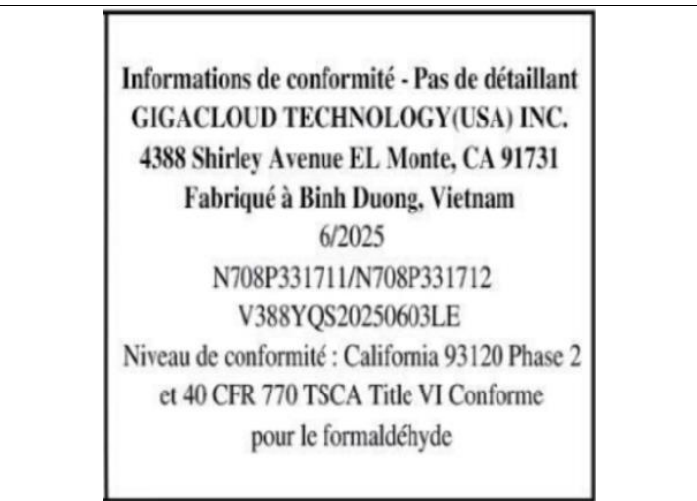 Informations de conformité - Pas de détaillant
GIGACLOUD TECHNOLOGY(USA) INC.
4388 Shirley Avenue EL Monte, CA 91731
Fabriqué à Binh Duong, Vietnam
6/2025
N708P331711/N708P331712
V388YQS20250603LE
Niveau de conformité : California 93120 Phase 2
et 40 CFR 770 TSCA Title VI Conforme
pour le formaldéhyde